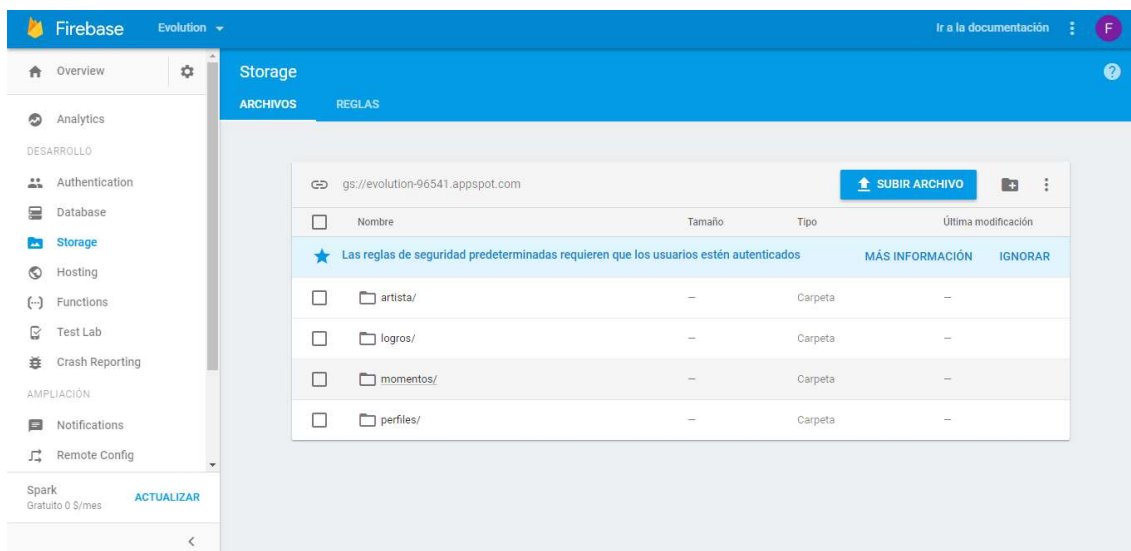 Firebase
Evolution
Ir a la documentación
F
Overview
Analytics
DESARROLLO
Authentication
Database
Storage
Hosting
Functions
Test Lab
Crash Reporting
AMPLIACIÓN
Notifications
Remote Config
Spark
Gratuito 0 $/mes
ACTUALIZAR
Storage
ARCHIVOS REGLAS
gs://evolution-96541.appspot.com SUBIR ARCHIVO
Nombre Tamaño Tipo Última modificación
Las reglas de seguridad predeterminadas requieren que los usuarios estén autenticados MÁS INFORMACIÓN IGNORAR
artista/ — Carpeta —
logros/ — Carpeta —
momentos/ — Carpeta —
perfiles/ — Carpeta —